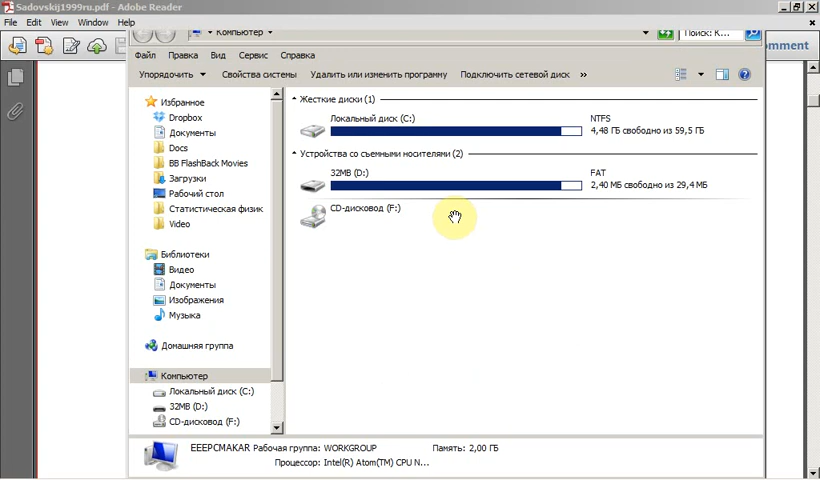 Sadovskij1999ru.pdf - Adobe Reader
File Edit View Window Help
Компьютер
Поиск: К...
mment
Файл Правка Вид Сервис Справка
Упорядочить Свойства системы Удалить или изменить программу Подключить сетевой диск »
Избранное
Dropbox
Документы
Docs
BB FlashBack Movies
Загрузки
Рабочий стол
Статистическая физик
Video
Библиотеки
Видео
Документы
Изображения
Музыка
Домашняя группа
Компьютер
Локальный диск (C:)
32MB (D:)
CD-дисковод (F:)
Жесткие диски (1)
Локальный диск (C:)
NTFS
4,48 ГБ свободно из 59,5 ГБ
Устройства со съемными носителями (2)
32MB (D:)
FAT
2,40 МБ свободно из 29,4 МБ
CD-дисковод (F:)
EEEPCMAKAR Рабочая группа: WORKGROUP Память: 2,00 ГБ
Процессор: Intel(R) Atom(TM) CPU N...